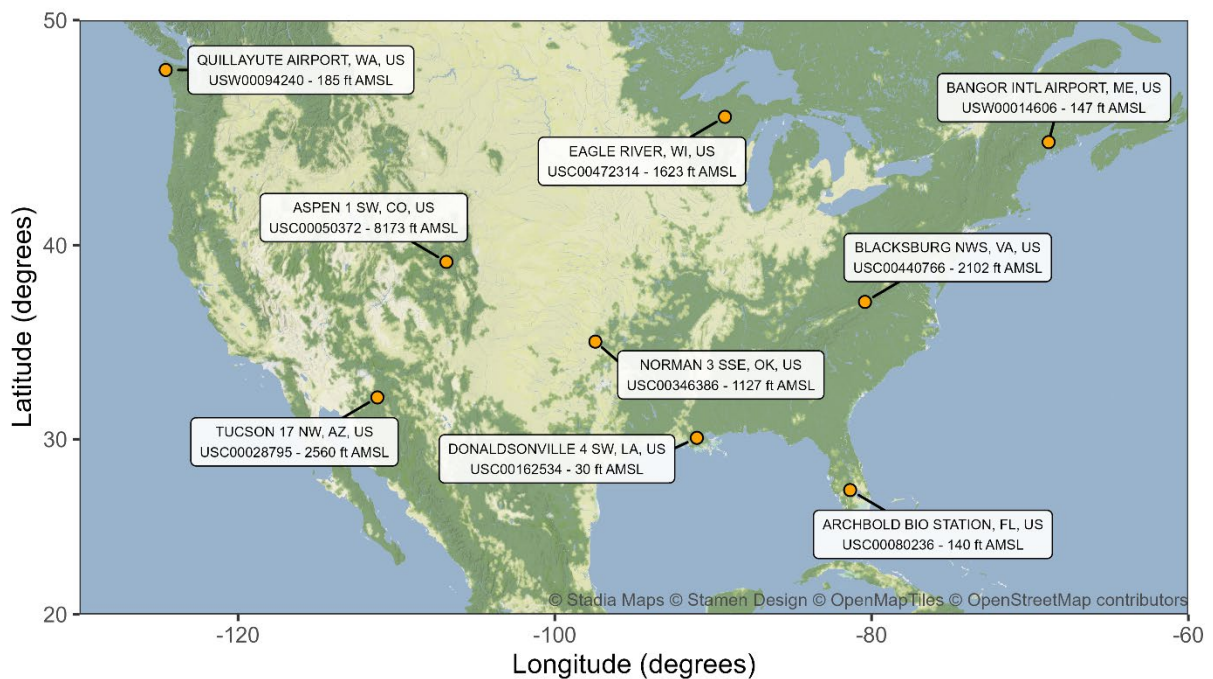 50
QUILLAYUTE AIRPORT, WA, US
USW00094240 - 185 ft AMSL
BANGOR INTL AIRPORT, ME, US
USW00014606 - 147 ft AMSL
EAGLE RIVER, WI, US
USC00472314 - 1623 ft AMSL
ASPEN 1 SW, CO, US
USC00050372 - 8173 ft AMSL
40
BLACKSBURG NWS, VA, US
USC00440766 - 2102 ft AMSL
Latitude (degrees)
NORMAN 3 SSE, OK, US
USC00346386 - 1127 ft AMSL
TUCSON 17 NW, AZ, US
USC00028795 - 2560 ft AMSL
30
DONALDSONVILLE 4 SW, LA, US
USC00162534 - 30 ft AMSL
ARCHBOLD BIO STATION, FL, US
USC00080236 - 140 ft AMSL
© Stadia Maps © Stamen Design © OpenMapTiles © OpenStreetMap contributors
20
-120 -100 -80 -60
Longitude (degrees)